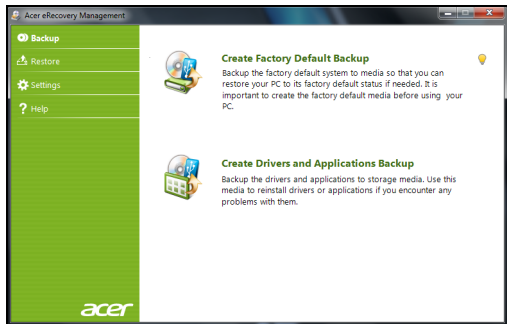 Acer eRecovery Management
Backup
Restore
Settings
? Help
Create Factory Default Backup
Backup the factory default system to media so that you can
restore your PC to its factory default status if needed. It is
important to create the factory default media before using your
PC.
Create Drivers and Applications Backup
Backup the drivers and applications to storage media. Use this
media to reinstall drivers or applications if you encounter any
problems with them.
acer